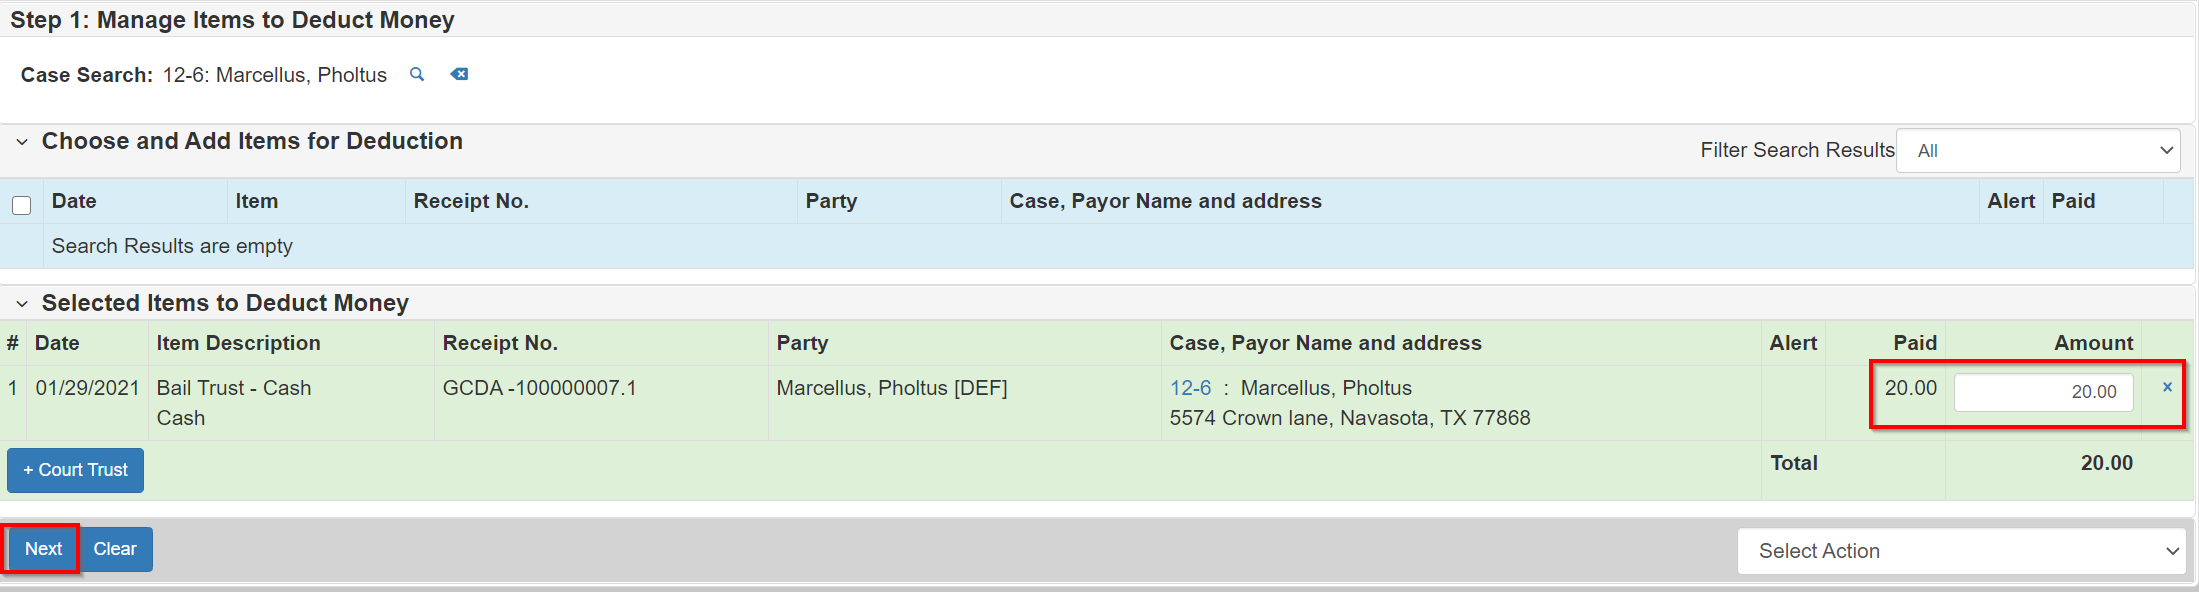 Step 1: Manage Items to Deduct Money
Case Search: 12-6: Marcellus, Pholtus
Choose and Add Items for Deduction
Filter Search Results All
Date Item Receipt No. Party Case, Payor Name and address Alert Paid
Search Results are empty
Selected Items to Deduct Money
# Date Item Description Receipt No. Party Case, Payor Name and address Alert Paid Amount
1 01/29/2021 Bail Trust - Cash GCDA -100000007.1 Marcellus, Pholtus [DEF] 12-6 : Marcellus, Pholtus 20.00 20.00 ×
Cash 5574 Crown lane, Navasota, TX 77868
+ Court Trust Total 20.00
Next Clear Select Action